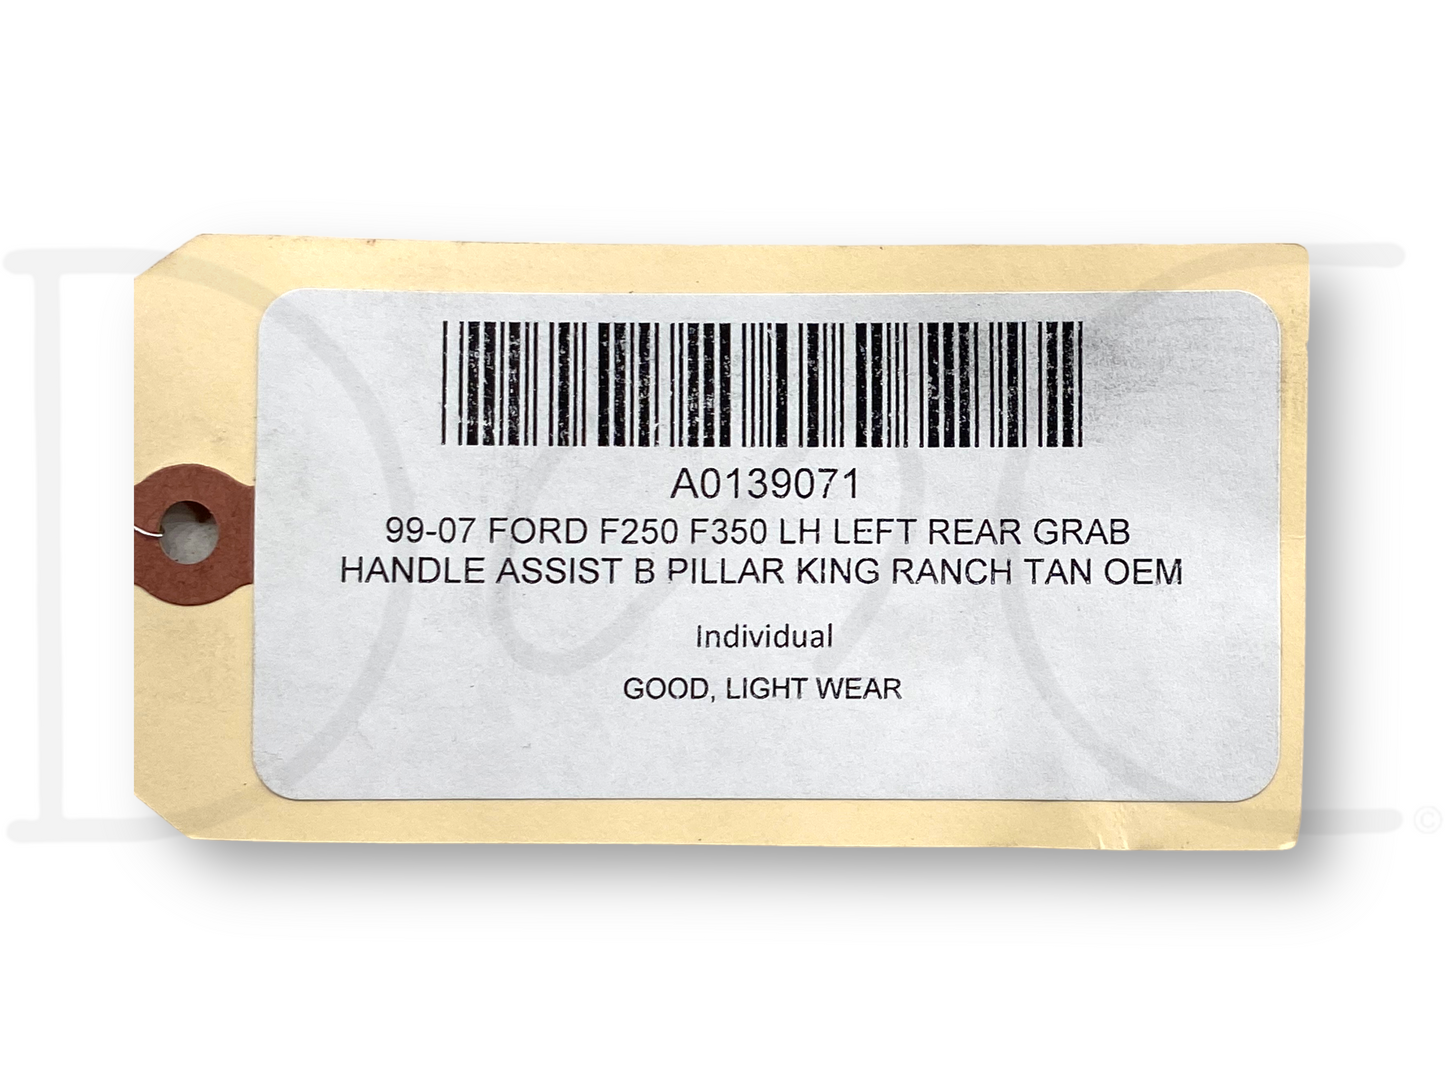 A0139071
99-07 FORD F250 F350 LH LEFT REAR GRAB
HANDLE ASSIST B PILLAR KING RANCH TAN OEM
Individual
GOOD, LIGHT WEAR
©